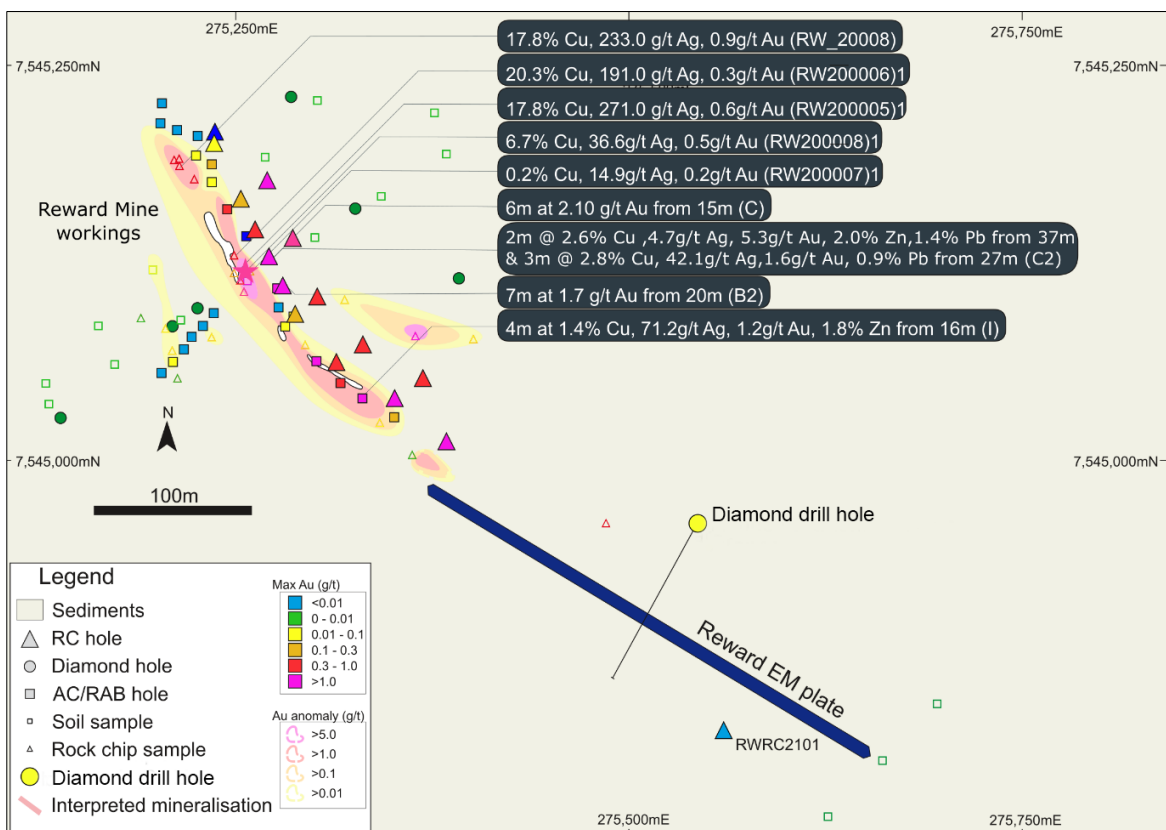 275,250mE
275,750mE
7,545,250mN
7,545,250mN
17.8% Cu, 233.0 g/t Ag, 0.9g/t Au (RW_20008)
20.3% Cu, 191.0 g/t Ag, 0.3g/t Au (RW200006)1
17.8% Cu, 271.0 g/t Ag, 0.6g/t Au (RW200005)1
6.7% Cu, 36.6g/t Ag, 0.5g/t Au (RW200008)1
0.2% Cu, 14.9g/t Ag, 0.2g/t Au (RW200007)1
6m at 2.10 g/t Au from 15m (C)
2m @ 2.6% Cu ,4.7g/t Ag, 5.3g/t Au, 2.0% Zn,1.4% Pb from 37m
& 3m @ 2.8% Cu, 42.1g/t Ag,1.6g/t Au, 0.9% Pb from 27m (C2)
7m at 1.7 g/t Au from 20m (B2)
4m at 1.4% Cu, 71.2g/t Ag, 1.2g/t Au, 1.8% Zn from 16m (I)
Reward Mine
workings
N
7,545,000mN
7,545,000mN
100m
Diamond drill hole
Reward EM plate
RWRC2101
Legend
Sediments
RC hole
Diamond hole
AC/RAB hole
Soil sample
Rock chip sample
Diamond drill hole
Interpreted mineralisation
Max Au (g/t)
<0.01
0 - 0.01
0.01 - 0.1
0.1 - 0.3
0.3 - 1.0
>1.0
Au anomaly (g/t)
>5.0
>1.0
>0.1
>0.01
275,500mE
275,750mE